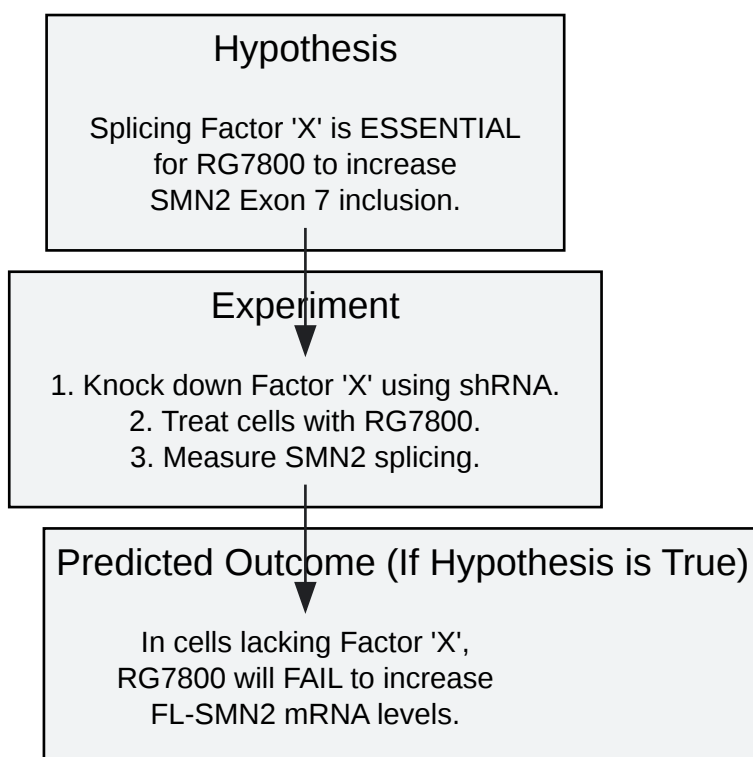 Hypothesis
Splicing Factor 'X' is ESSENTIAL
for RG7800 to increase
SMN2 Exon 7 inclusion.
Experiment
1. Knock down Factor 'X' using shRNA.
2. Treat cells with RG7800.
3. Measure SMN2 splicing.
Predicted Outcome (If Hypothesis is True)
In cells lacking Factor 'X',
RG7800 will FAIL to increase
FL-SMN2 mRNA levels.